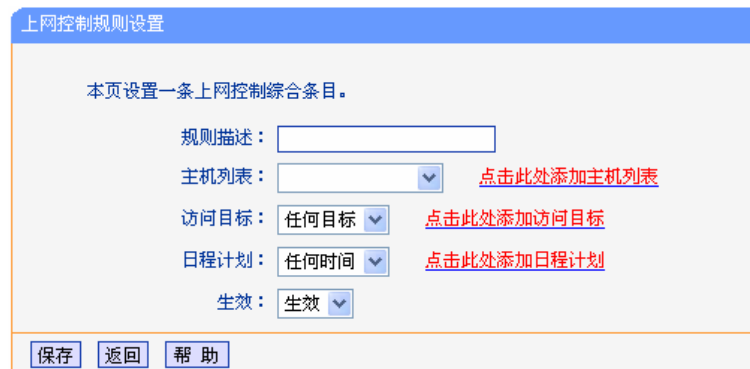 上网控制规则设置
本页设置一条上网控制综合条目。
规则描述：
主机列表： 点击此处添加主机列表
访问目标： 任何目标 点击此处添加访问目标
日程计划： 任何时间 点击此处添加日程计划
生效： 生效
保存 返回 帮 助